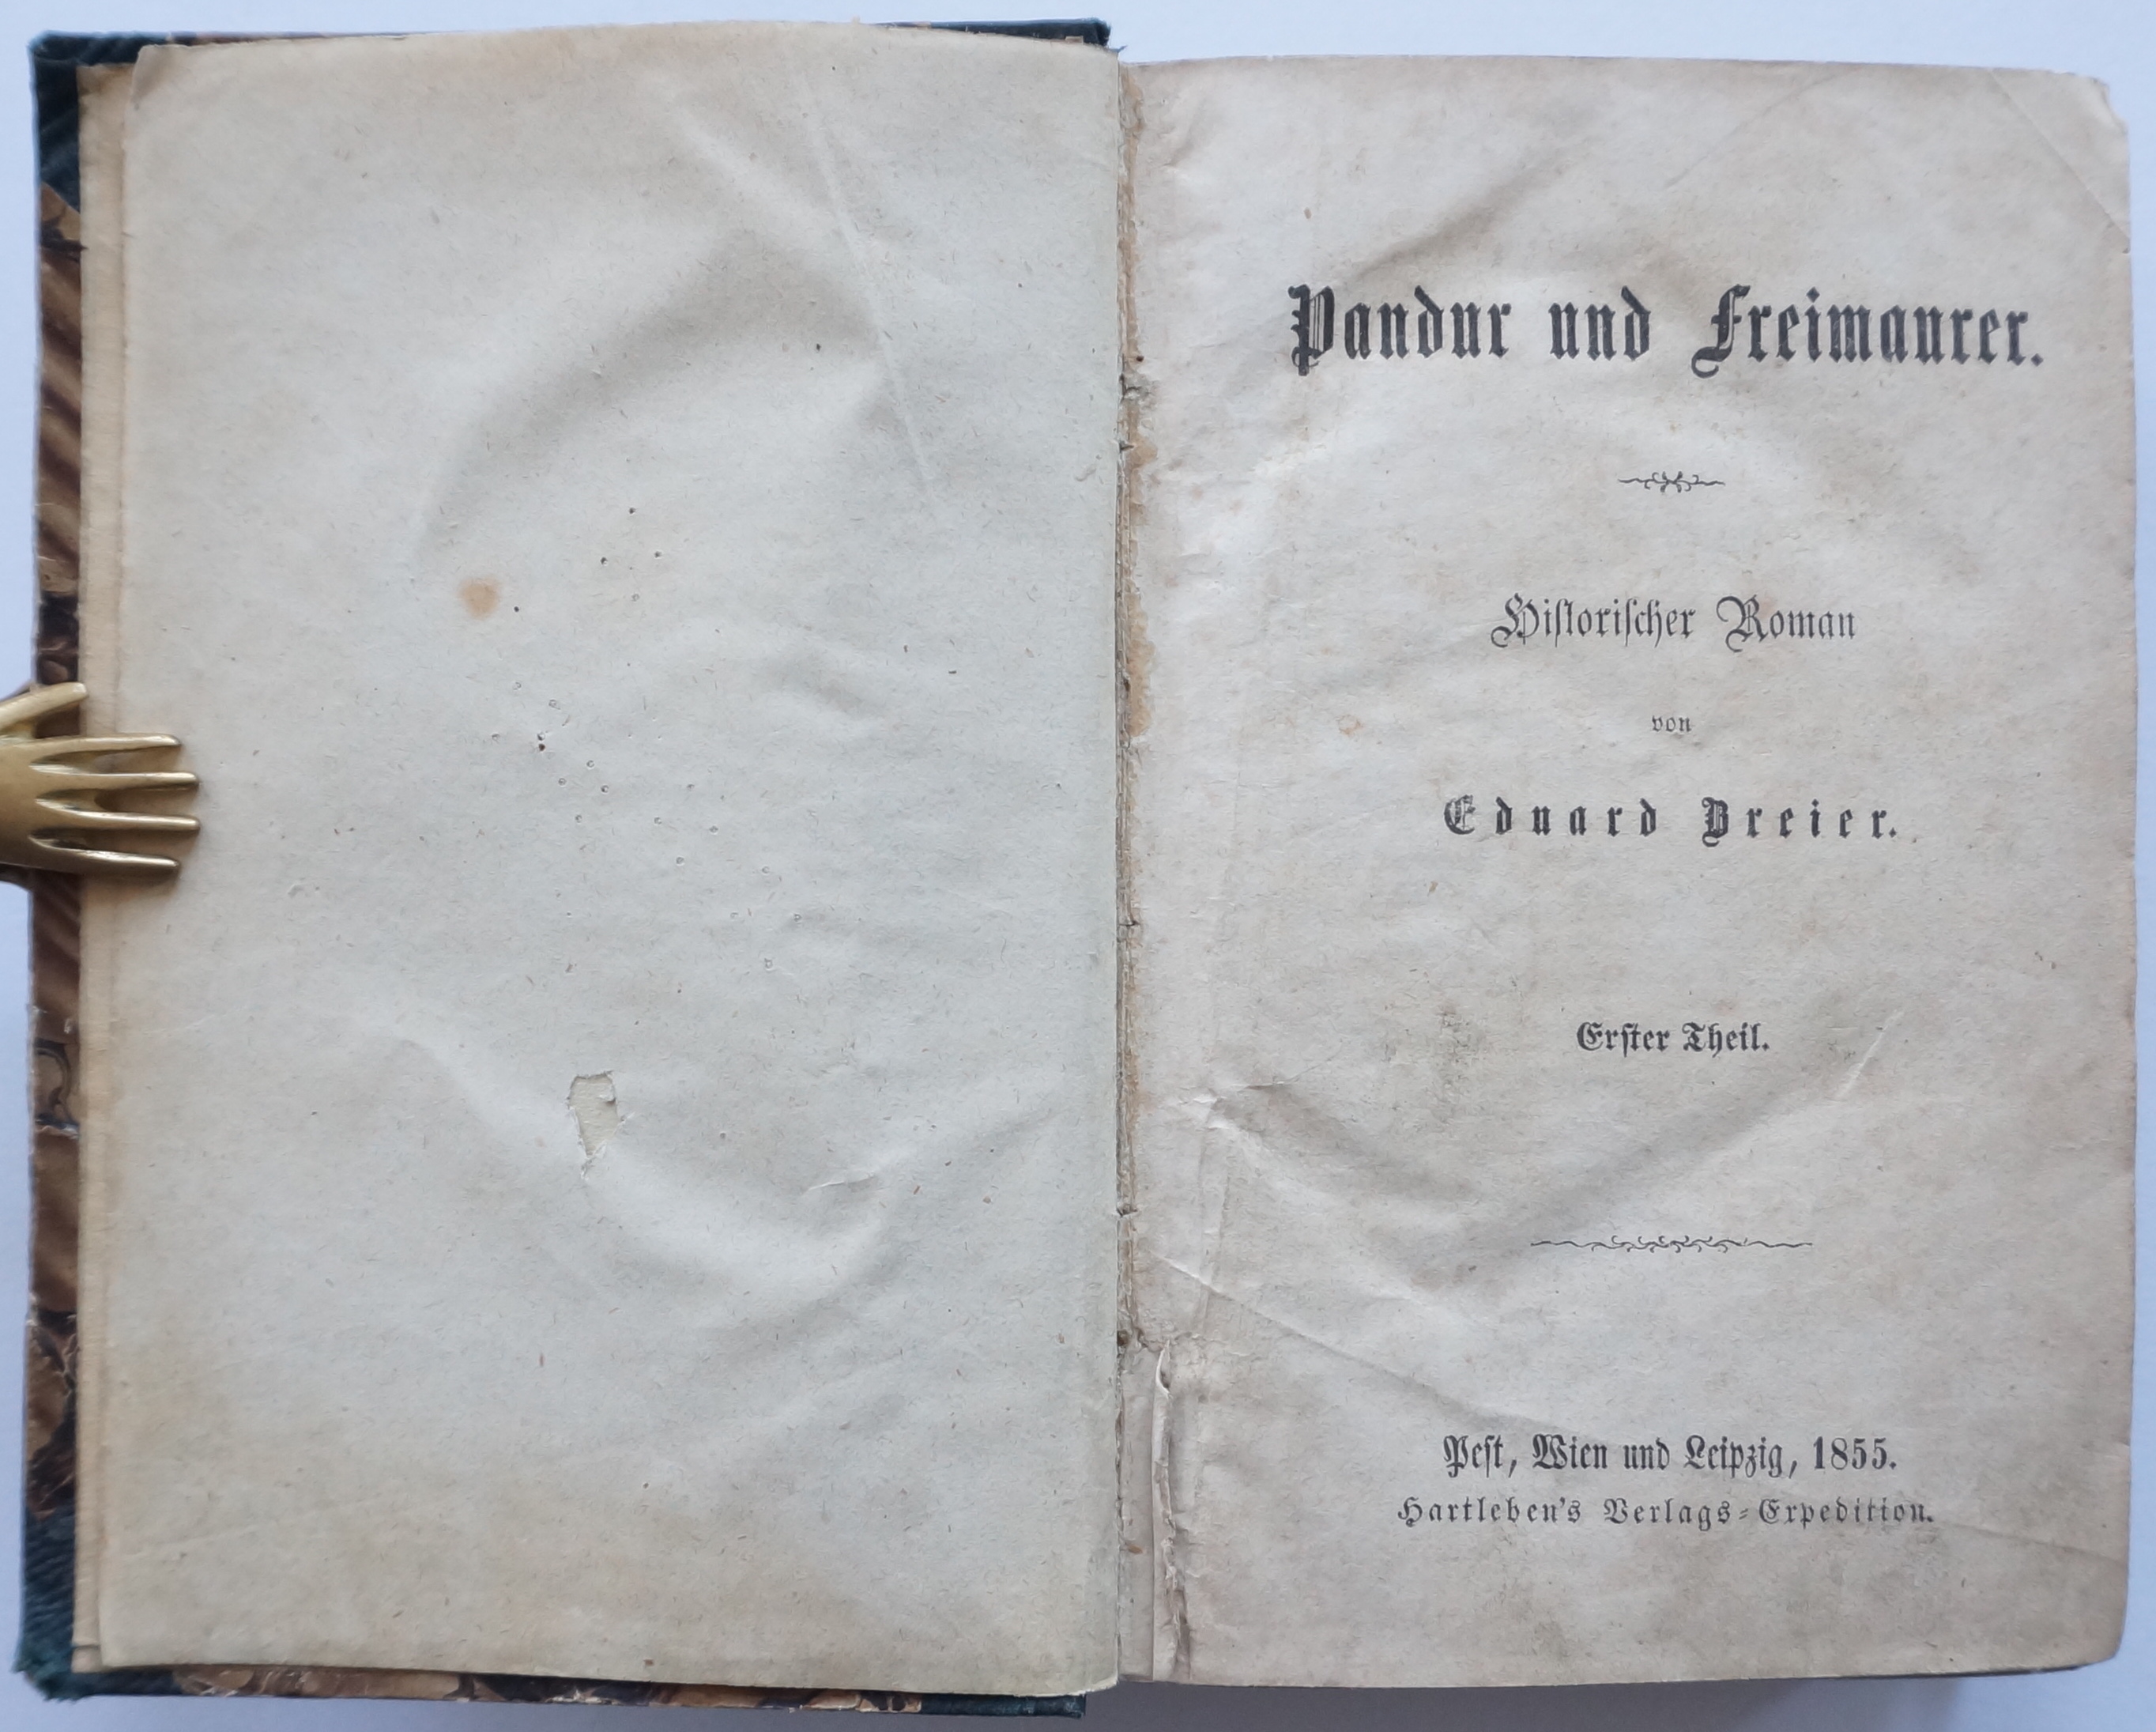 Pandur und Freimaurer.
Hiſtoriſcher Roman
von
Eduard Breier.
Erſter Theil.
Peſt, Wien und Leipzig, 1855.
Hartleben's Verlags-Expedition.